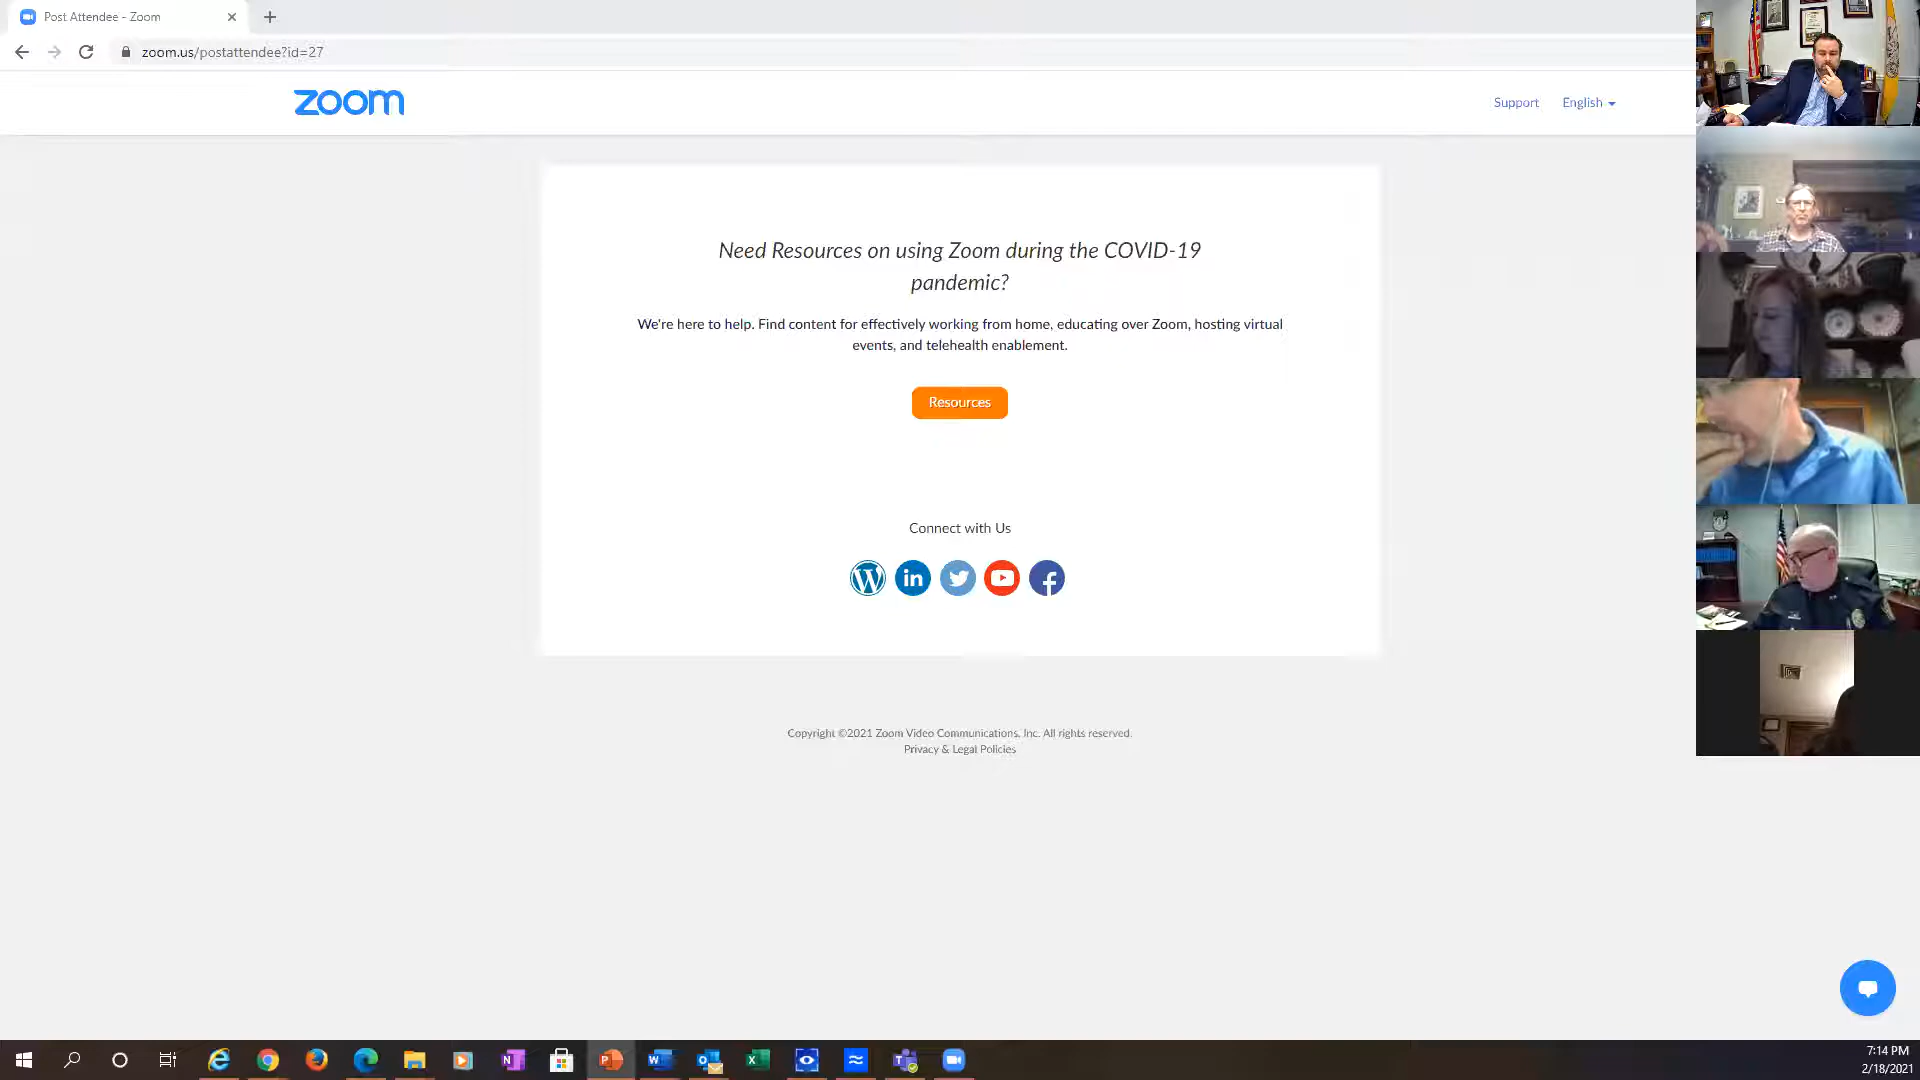 Post Attendee - Zoom
zoom.us/postattendee?id=27
zoom
Support
English
Need Resources on using Zoom during the COVID-19
pandemic?
We're here to help. Find content for effectively working from home, educating over Zoom, hosting virtual
events, and telehealth enablement.
Resources
Connect with Us
Copyright ©2021 Zoom Video Communications, Inc. All rights reserved.
Privacy & Legal Policies
7:14 PM
2/18/2021